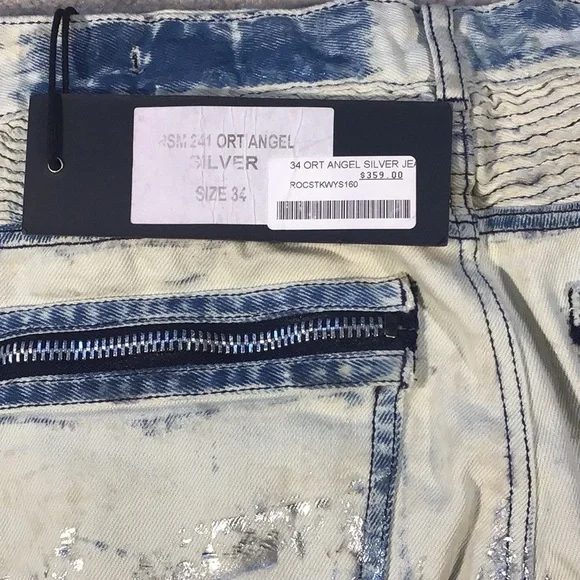 RSM 241 ORT ANGEL
SILVER
SIZE 34
34 ORT ANGEL SILVER JEA
$359.00
ROCSTKWYS160